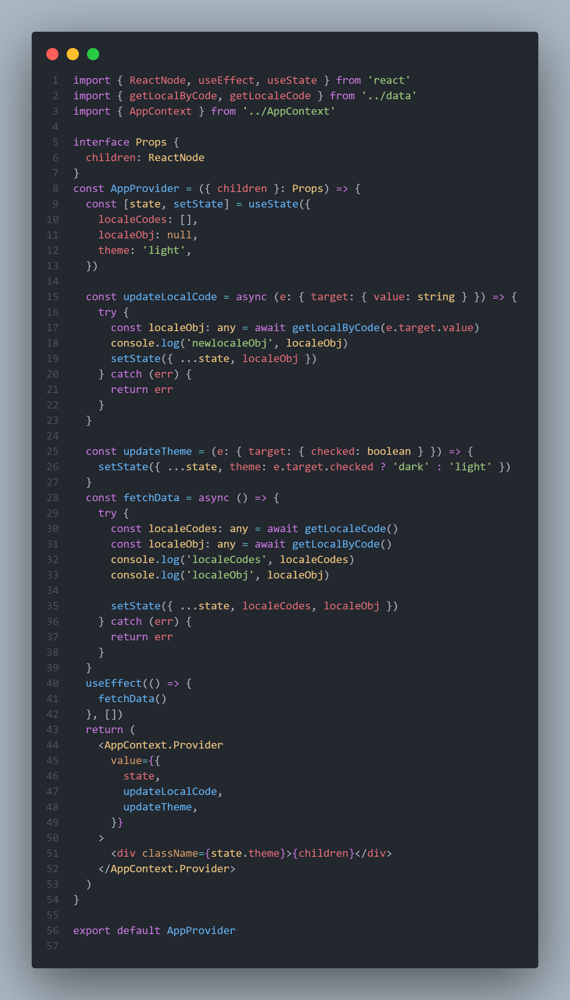 1 import { ReactNode, useEffect, useState } from 'react'
2 import { getLocalByCode, getLocaleCode } from '../data'
3 import { AppContext } from '../AppContext'
4
5 interface Props {
6   children: ReactNode
7 }
8 const AppProvider = ({ children }: Props) => {
9   const [state, setState] = useState({
10     localeCodes: [],
11     localeObj: null,
12     theme: 'light',
13   })
14
15   const updateLocalCode = async (e: { target: { value: string } }) => {
16     try {
17       const localeObj: any = await getLocalByCode(e.target.value)
18       console.log('newlocaleObj', localeObj)
19       setState({ ...state, localeObj })
20     } catch (err) {
21       return err
22     }
23   }
24
25   const updateTheme = (e: { target: { checked: boolean } }) => {
26     setState({ ...state, theme: e.target.checked ? 'dark' : 'light' })
27   }
28   const fetchData = async () => {
29     try {
30       const localeCodes: any = await getLocaleCode()
31       const localeObj: any = await getLocalByCode()
32       console.log('localeCodes', localeCodes)
33       console.log('localeObj', localeObj)
34
35       setState({ ...state, localeCodes, localeObj })
36     } catch (err) {
37       return err
38     }
39   }
40   useEffect(() => {
41     fetchData()
42   }, [])
43   return (
44     <AppContext.Provider
45       value={{
46         state,
47         updateLocalCode,
48         updateTheme,
49       }}
50     >
51       <div className={state.theme}>{children}</div>
52     </AppContext.Provider>
53   )
54 }
55
56 export default AppProvider
57